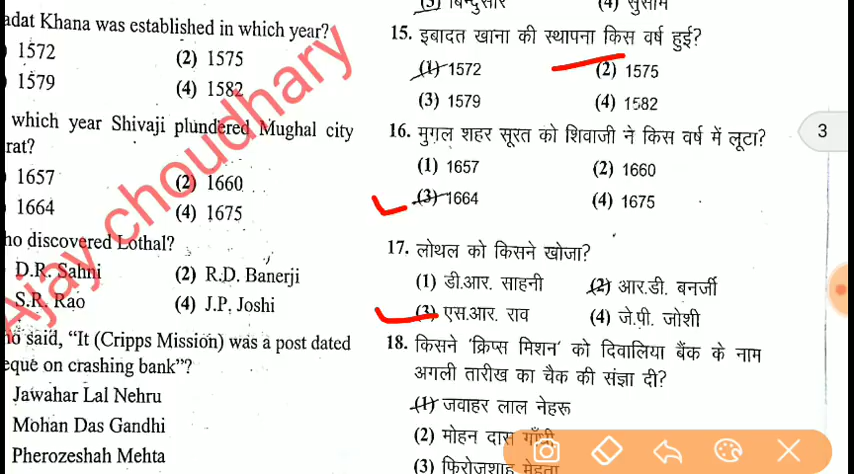 adat Khana was established in which year?
1572
(2) 1575
1579
(4) 1582
which year Shivaji plundered Mughal city
rat?
1657
(2) 1660
1664
(4) 1675
ho discovered Lothal?
D.R. Sahni
(2) R.D. Banerji
S.R. Rao
(4) J.P. Joshi
ho said, “It (Cripps Mission) was a post dated
eque on crashing bank”?
Jawahar Lal Nehru
Mohan Das Gandhi
Pherozeshah Mehta
Ajay choudhary
(3) बिन्दुसार
(4) सुसीम
15. इबादत खाना की स्थापना किस वर्ष हुई?
(1) 1572
(2) 1575
(3) 1579
(4) 1582
16. मुग़ल शहर सूरत को शिवाजी ने किस वर्ष में लूटा?
(1) 1657
(2) 1660
(3) 1664
(4) 1675
17. लोथल को किसने खोजा?
(1) डी.आर. साहनी
(2) आर.डी. बनर्जी
(3) एस.आर. राव
(4) जे.पी. जोशी
18. किसने ‘क्रिप्स मिशन’ को दिवालिया बैंक के नाम
अगली तारीख का चैक की संज्ञा दी?
(1) जवाहर लाल नेहरू
(2) मोहन दास गाँधी
(3) फिरोजशाह मेहता
3